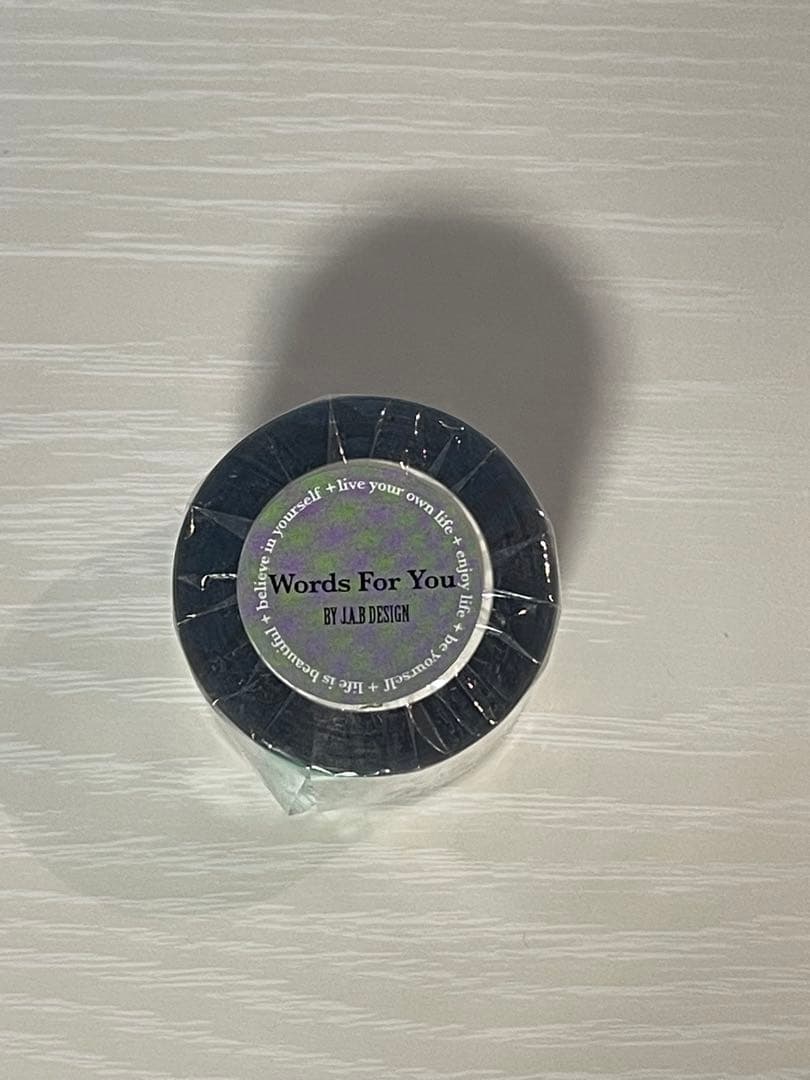 + believe in yourself + live your own life + enjoy life + be yourself + life is beautiful
Words For You
BY J.A.B DESIGN